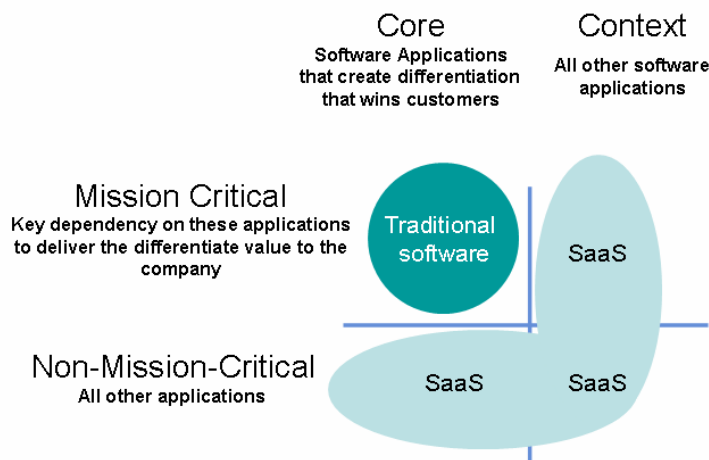 Core
Software Applications
that create differentiation
that wins customers
Context
All other software
applications
Mission Critical
Key dependency on these applications
to deliver the differentiate value to the
company
Traditional
software
SaaS
Non-Mission-Critical
All other applications
SaaS
SaaS